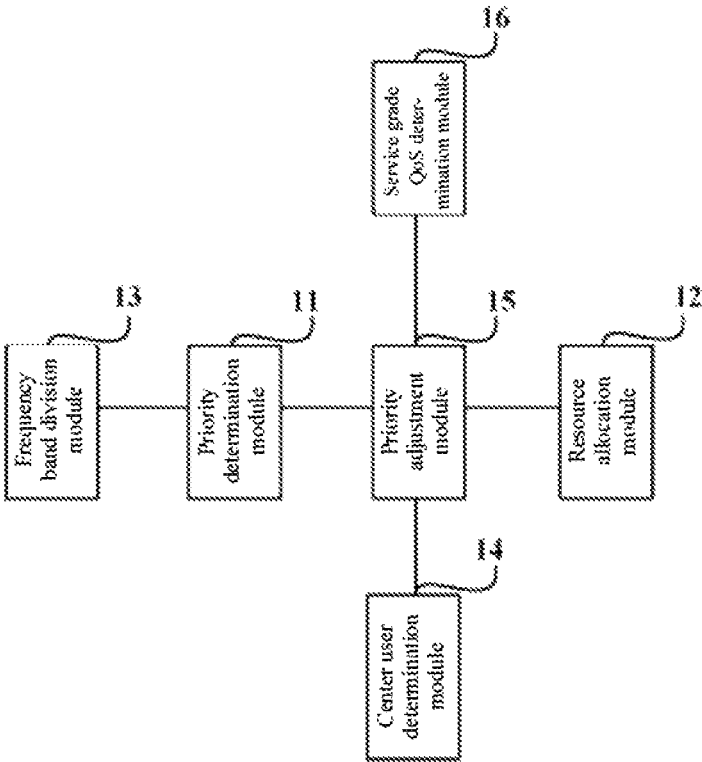 16
Service grade
QoS deter-
mination module
13
Frequency
band division
module
11
Priority
determination
module
15
Priority
adjustment
module
12
Resource
allocation
module
14
Center user
determination
module